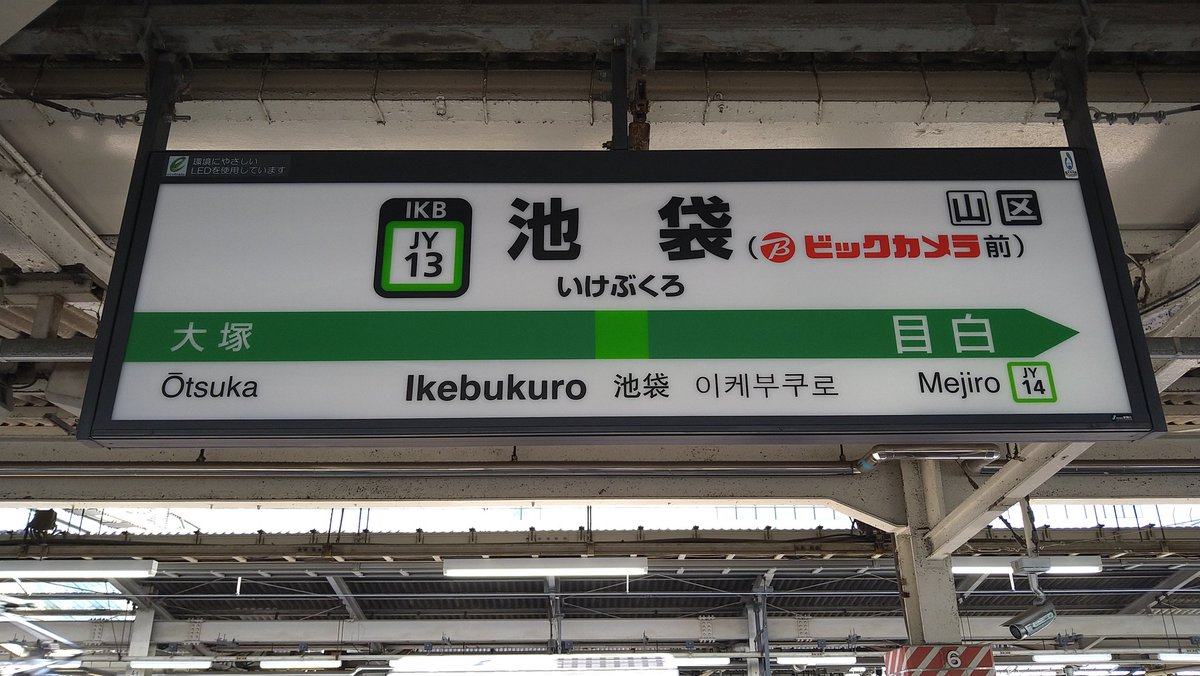 環境にやさしい
LEDを使用しています
IKB
JY
13
池袋
(ビックカメラ前)
山 区
いけぶくろ
大塚
目白
Ōtsuka
Ikebukuro 池袋 이케부쿠로
Mejiro
JY
14
6